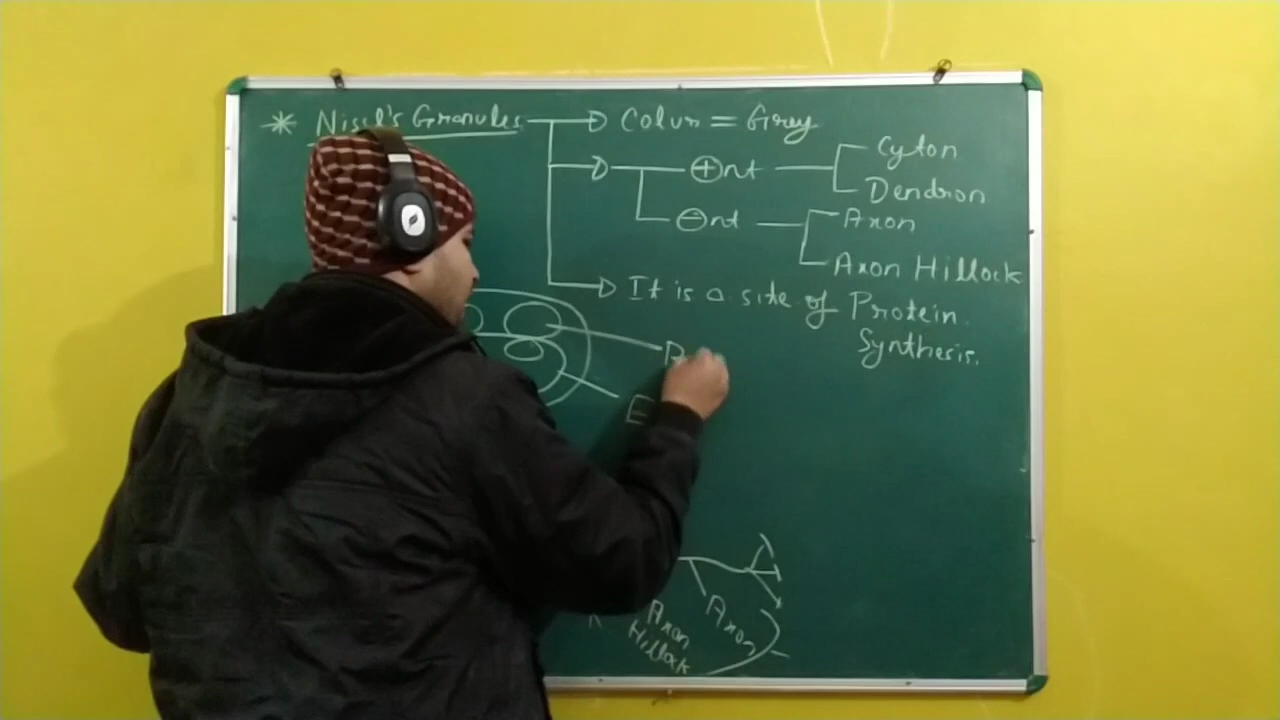 * Nissl's Granules → Colur = Grey
⊕nt
Cyton
Dendron
⊖nt
Axon
Axon Hillock
It is a site of Protein
Synthesis.
Axon
Hillock
Axon